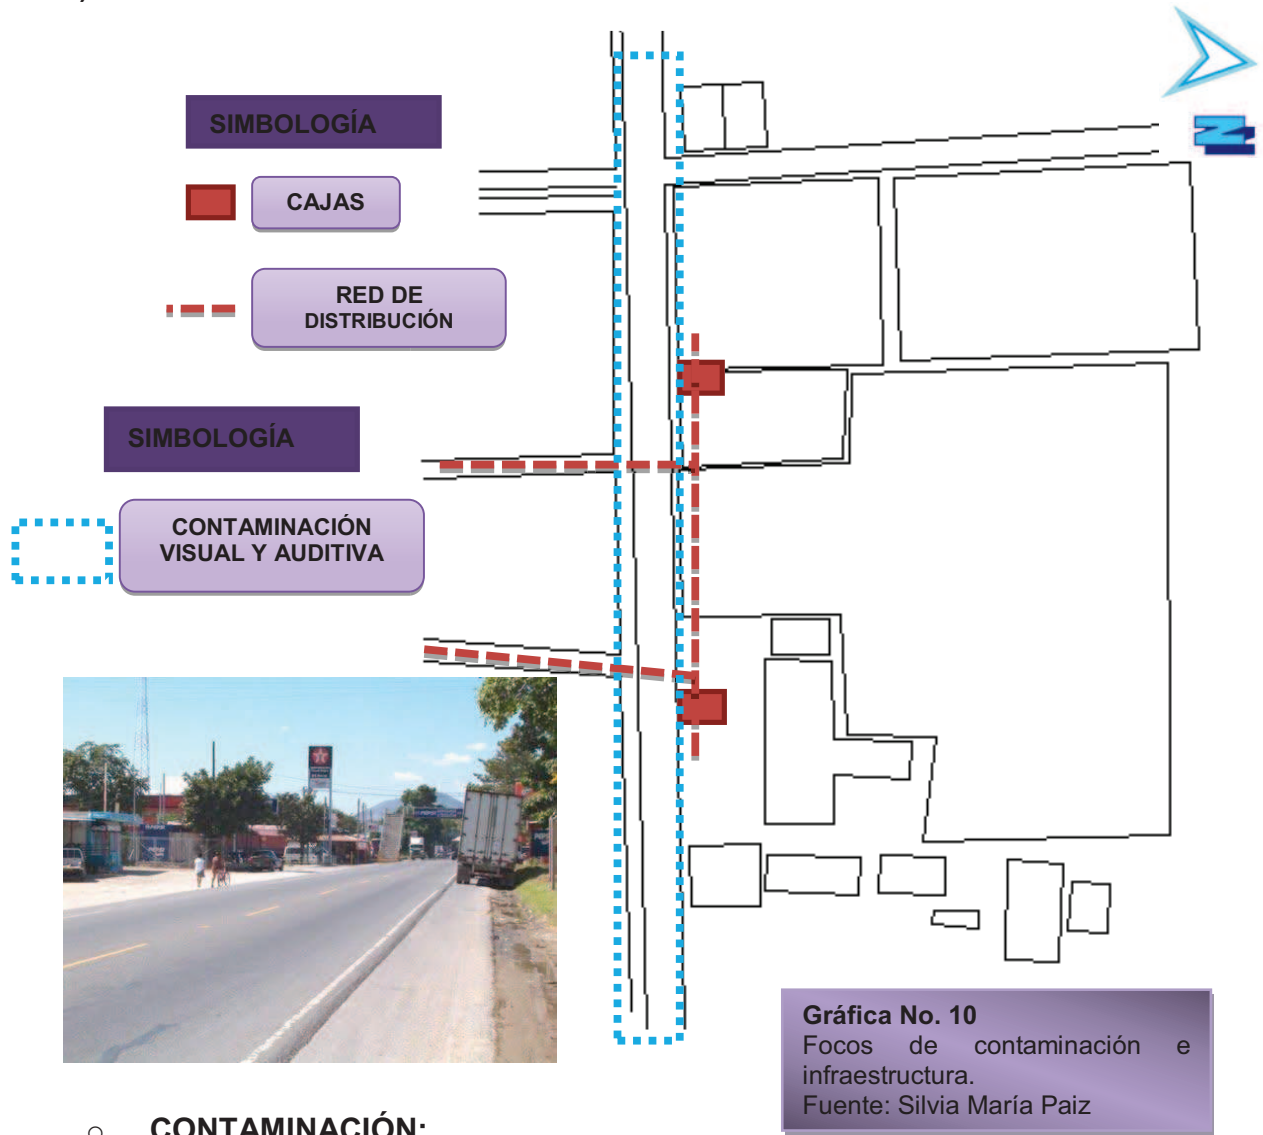 SIMBOLOGÍA
CAJAS
RED DE
DISTRIBUCIÓN
SIMBOLOGÍA
CONTAMINACIÓN
VISUAL Y AUDITIVA
N
Gráfica No. 10
Focos de contaminación e
infraestructura.
Fuente: Silvia María Paiz
o CONTAMINACIÓN: